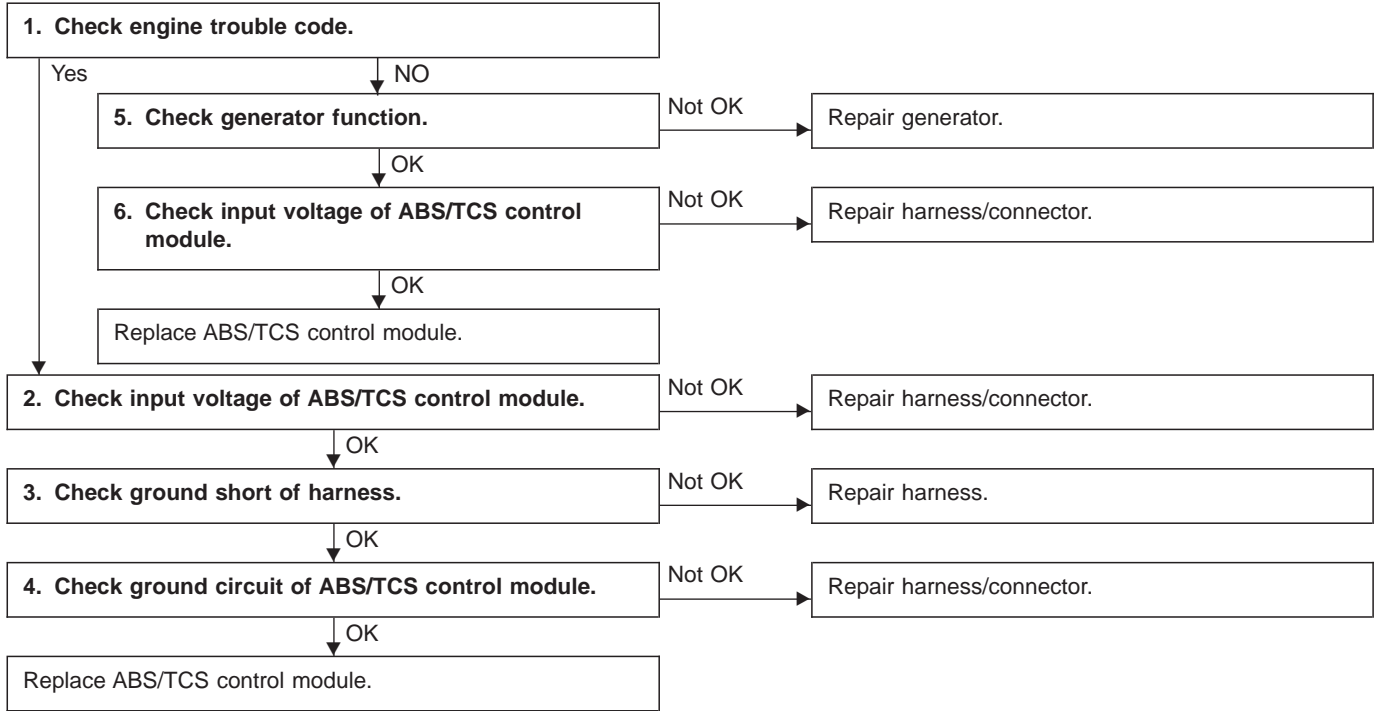 1. Check engine trouble code.
Yes
NO
5. Check generator function.
Not OK
Repair generator.
OK
6. Check input voltage of ABS/TCS control
module.
Not OK
Repair harness/connector.
OK
Replace ABS/TCS control module.
2. Check input voltage of ABS/TCS control module.
Not OK
Repair harness/connector.
OK
3. Check ground short of harness.
Not OK
Repair harness.
OK
4. Check ground circuit of ABS/TCS control module.
Not OK
Repair harness/connector.
OK
Replace ABS/TCS control module.